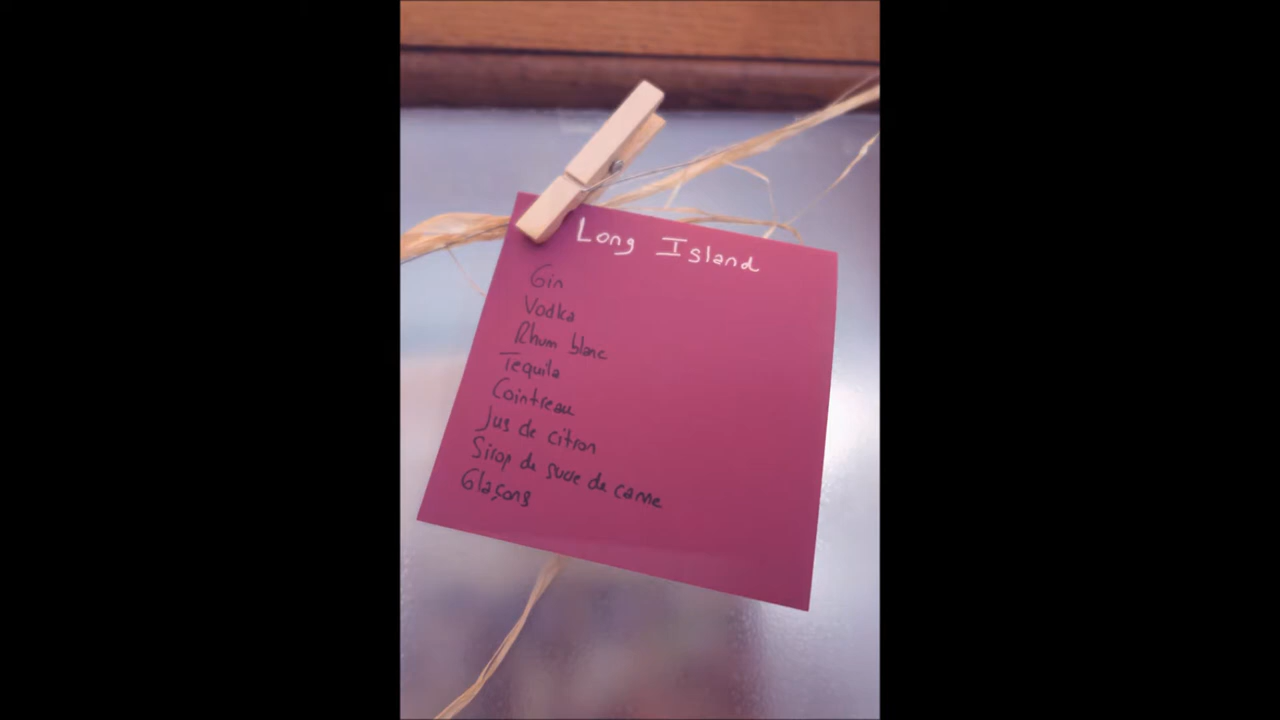 Long Island
Gin
Vodka
Rhum blanc
Tequila
Cointreau
Jus de citron
Sirop de sucre de canne
Glaçons